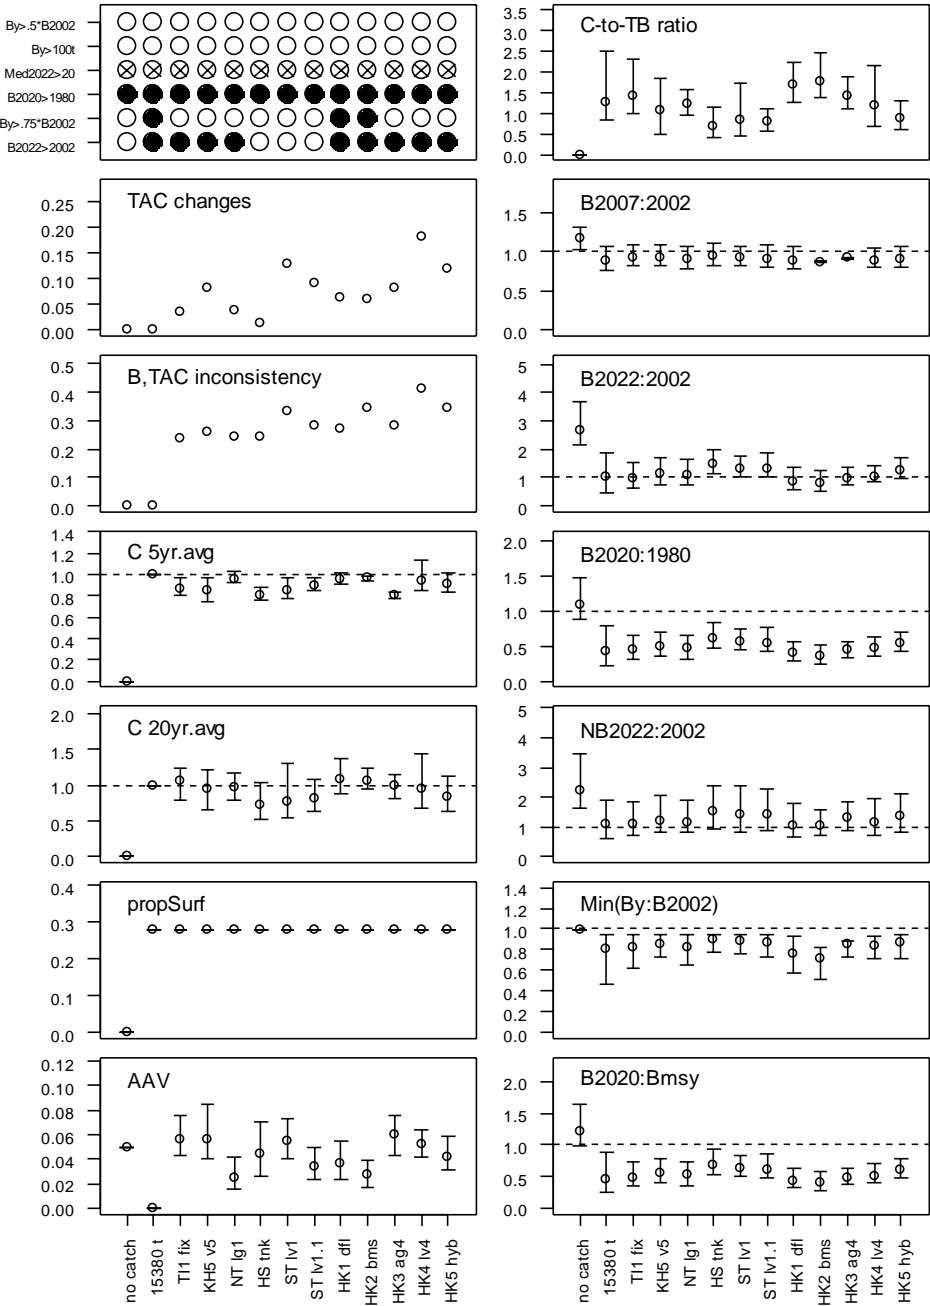 By>.5*B2002
By>100t
Med2022>20
B2020>1980
By>.75*B2002
B2022>2002
C-to-TB ratio
3.5
3.0
2.5
2.0
1.5
1.0
0.5
0.0
TAC changes
0.25
0.20
0.15
0.10
0.05
0.00
B2007:2002
1.5
1.0
0.5
0.0
B,TAC inconsistency
0.5
0.4
0.3
0.2
0.1
0.0
B2022:2002
5
4
3
2
1
0
C 5yr.avg
1.4
1.2
1.0
0.8
0.6
0.4
0.2
0.0
B2020:1980
2.0
1.5
1.0
0.5
0.0
C 20yr.avg
2.0
1.5
1.0
0.5
0.0
NB2022:2002
5
4
3
2
1
0
propSurf
0.4
0.3
0.2
0.1
0.0
Min(By:B2002)
1.4
1.2
1.0
0.8
0.6
0.4
0.2
0.0
AAV
0.12
0.10
0.08
0.06
0.04
0.02
0.00
B2020:Bmsy
2.0
1.5
1.0
0.5
0.0
no catch
15380 t
TI1 fix
KH5 v5
NT lg1
HS tnk
ST lv1
ST lv1.1
HK1 dfl
HK2 bms
HK3 ag4
HK4 lv4
HK5 hyb
no catch
15380 t
TI1 fix
KH5 v5
NT lg1
HS tnk
ST lv1
ST lv1.1
HK1 dfl
HK2 bms
HK3 ag4
HK4 lv4
HK5 hyb